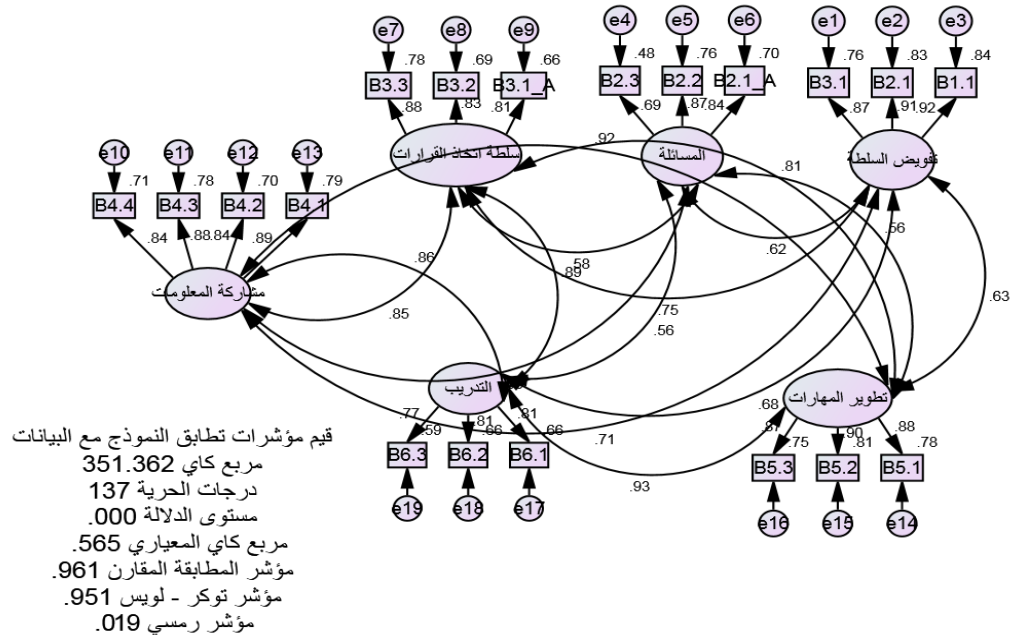 e7 e8 e9
.78 .69 .66
B3.3 B3.2 B3.1_A
.88 .83 .81
سلطة اتخاذ القرارات
e4 e5 e6
.48 .76 .70
B2.3 B2.2 B2.1_A
.69 .87 .84
المسائلة
e1 e2 e3
.76 .83 .84
B3.1 B2.1 B1.1
.87 .91 .92
تفويض السلطة
e10 e11 e12 e13
.71 .78 .70 .79
B4.4 B4.3 B4.2 B4.1
.84 .88 .84 .89
مشاركة المعلومات
.92
.81
.56
.62
.86
.58
.89
.63
.85
.75
.56
.68
.71
.93
التدريب
.77 .81 .81
.59 .66 .66
B6.3 B6.2 B6.1
e19 e18 e17
تطوير المهارات
.87 .90 .88
.75 .81 .78
B5.3 B5.2 B5.1
e16 e15 e14
قيم مؤشرات تطابق النموذج مع البيانات
مربع كاي 351.362
درجات الحرية 137
مستوى الدلالة 000.
مربع كاي المعياري 565.
مؤشر المطابقة المقارن 961.
مؤشر توكر - لويس 951.
مؤشر رمسي 019.